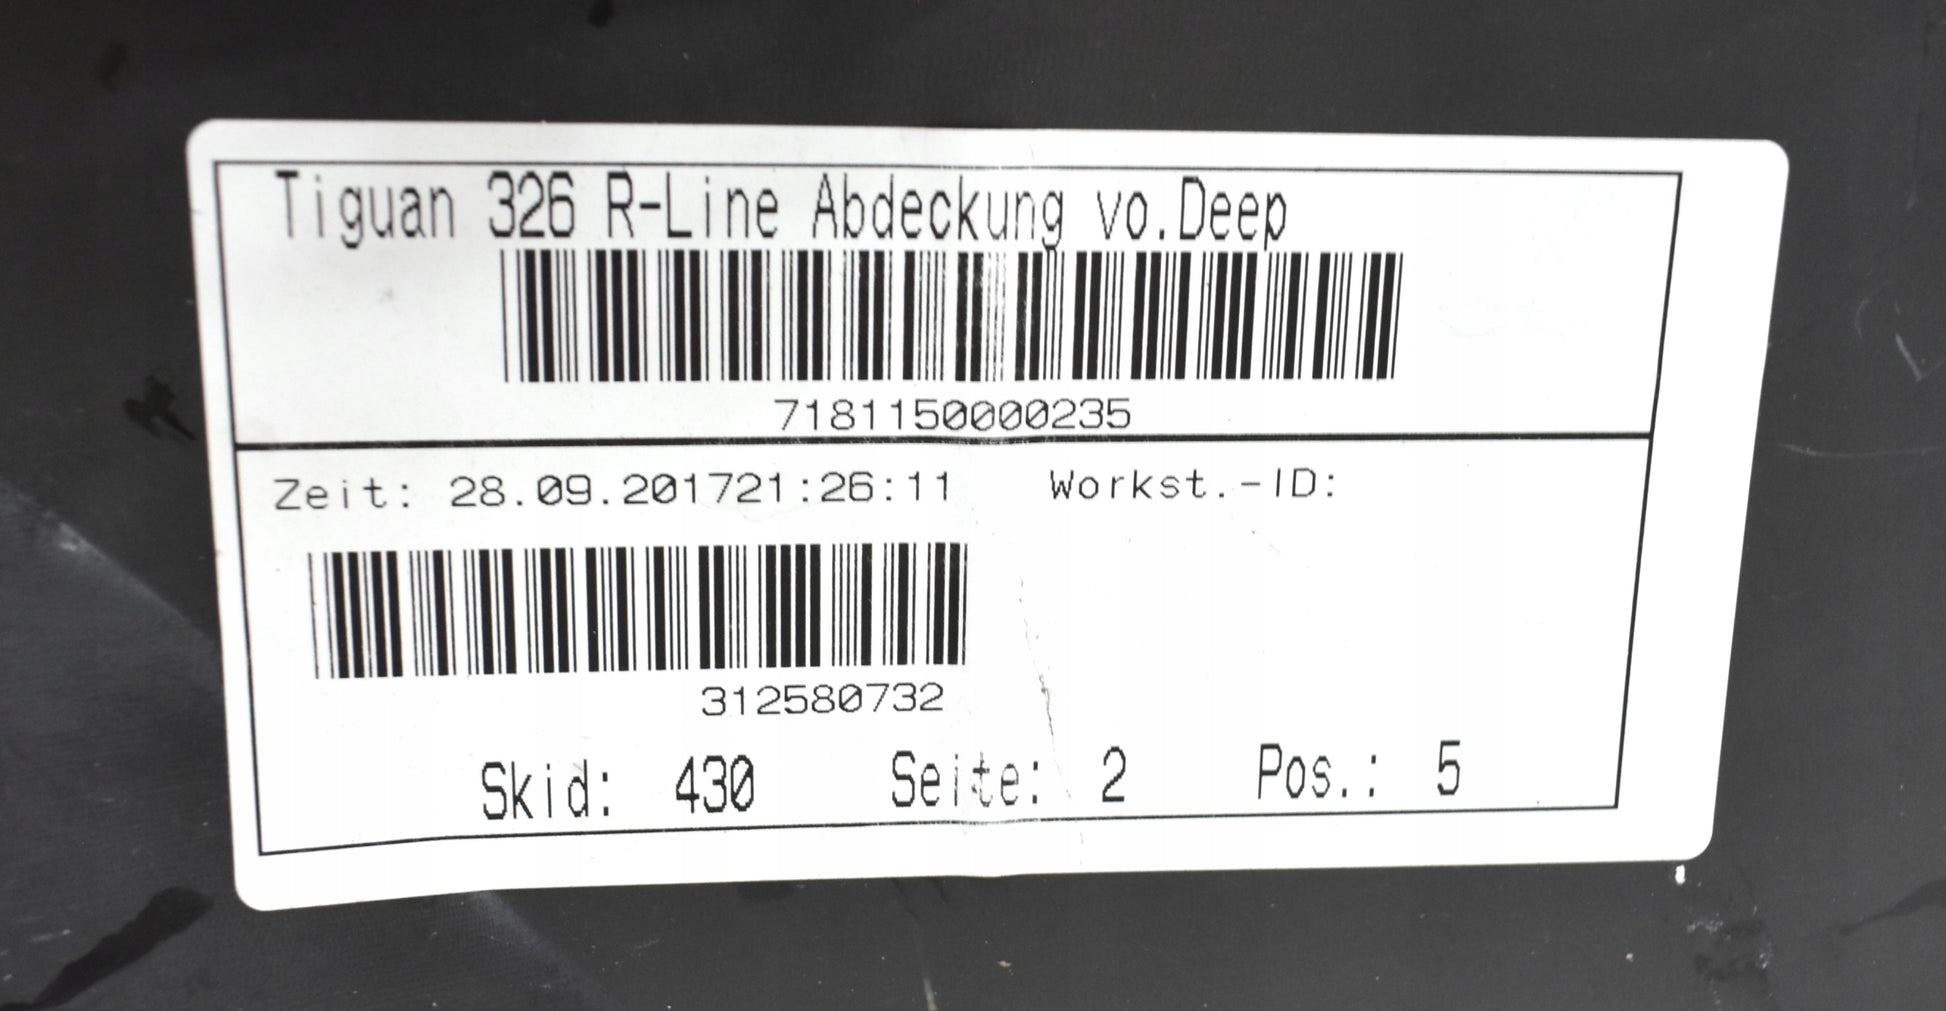 Tiguan 326 R-Line Abdeckung vo.Deep
7181150000235
Zeit: 28.09.201721:26:11 Workst.-ID:
312580732
Skid: 430 Seite: 2 Pos.: 5